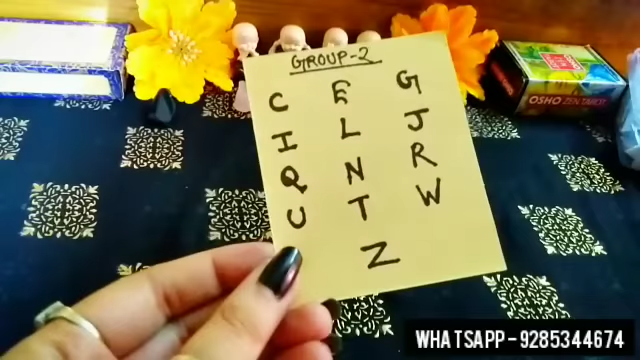 GROUP-2
C E G
I L J
Q N R
U T W
Z
OSHO ZEN TAROT
WHATSAPP-9285344674